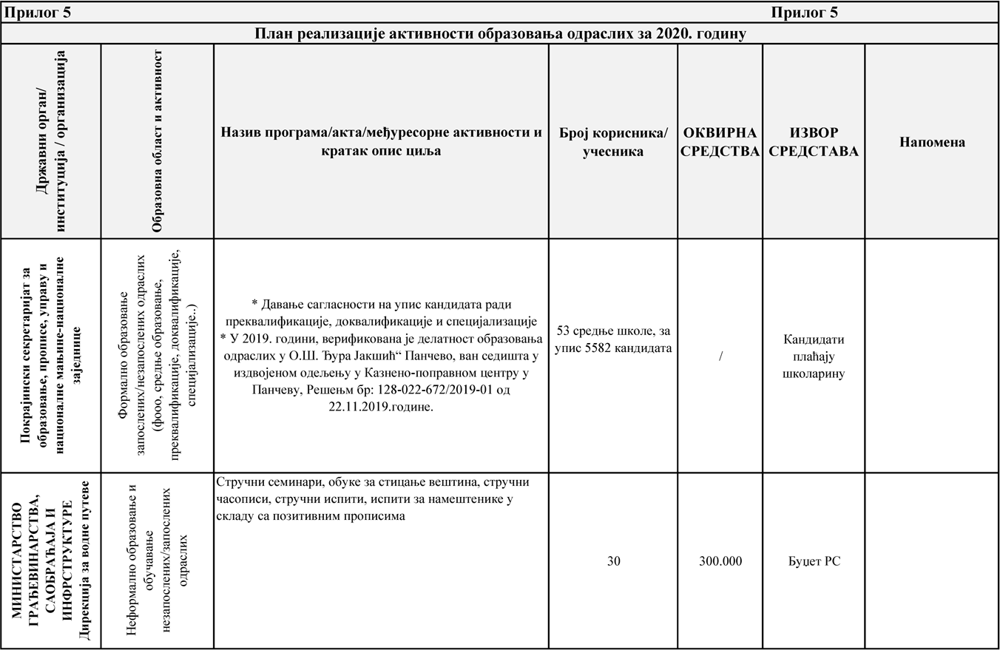 Прилог 5 Прилог 5
План реализације активности образовања одраслих за 2020. годину
Државни орган/
институција / организација
Образовна област и активност
Назив програма/акта/међуресорне активности и
кратак опис циља
Број корисника/
учесника
ОКВИРНА
СРЕДСТВА
ИЗВОР
СРЕДСТАВА
Напомена
Покрајински секретаријат за
образовање, прописе, управу и
националне мањине-националне
заједнице
Формално образовање
запослених/незапослених одраслих
(фооо, средње образовање,
преквалификације, доквалификације,
специјализације..)
* Давање сагласности на упис кандидата ради
преквалификације, доквалификације и специјализације
* У 2019. години, верификована је делатност образовања
одраслих у О.Ш. Ђура Јакшић“ Панчево, ван седишта у
издвојеном одељењу у Казнено-поправном центру у
Панчеву, Решењм бр: 128-022-672/2019-01 од
22.11.2019.године.
53 средње школе, за
упис 5582 кандидата
/
Кандидати
плаћају
школарину
МИНИСТАРСТВО
ГРАЂЕВИНАРСТВА,
САОБРАЋАЈА И
ИНФРСТРУКТУРЕ
Дирекција за водне путеве
Неформално образовање и
обучавање
незапослених/запослених
одраслих
Стручни семинари, обуке за стицање вештина, стручни
часописи, стручни испити, испити за намештенике у
складу са позитивним прописима
30
300.000
Буџет РС